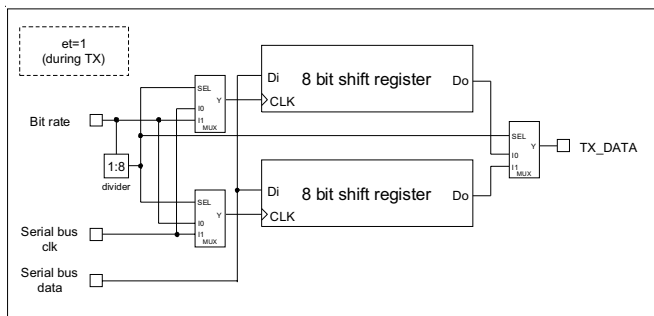 et=1
(during TX)
Bit rate
1:8
divider
Serial bus
clk
Serial bus
data
SEL
I0
I1
Y
MUX
SEL
I0
I1
Y
MUX
Di
8 bit shift register
Do
CLK
Di
8 bit shift register
Do
CLK
SEL
I0
I1
Y
MUX
TX_DATA